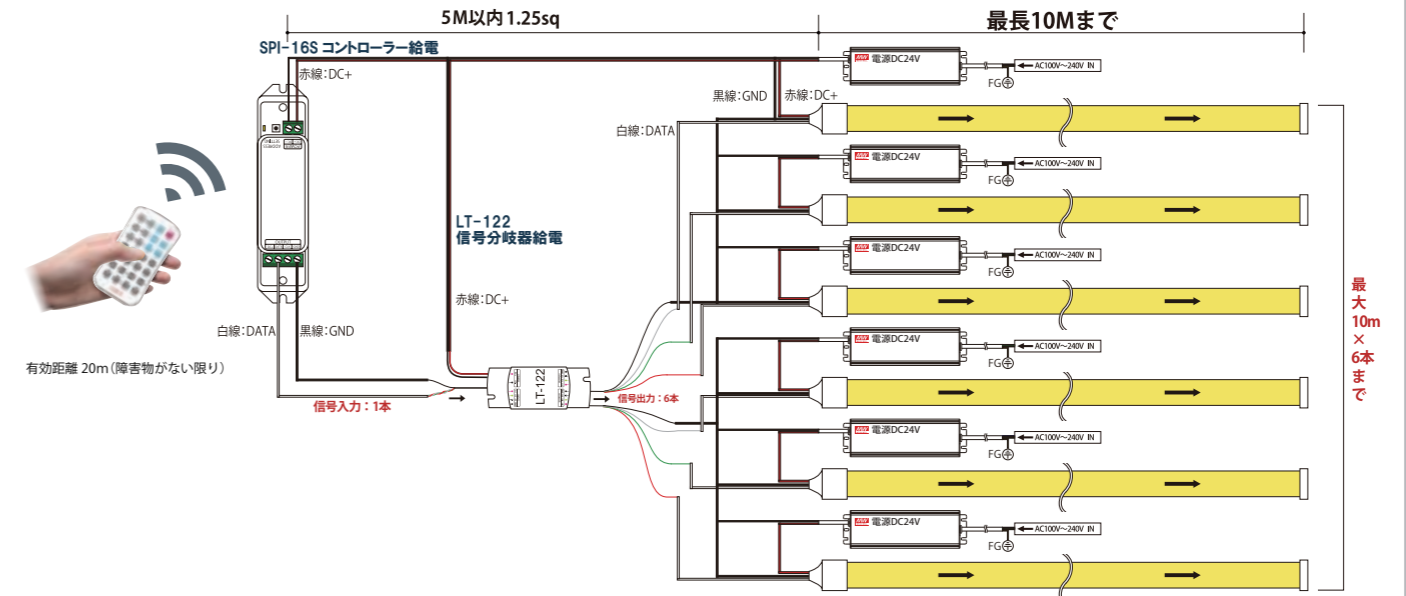 5M以内1.25sq
最長10Mまで
SPI-16S コントローラー給電
赤線:DC+
電源DC24V
AC100V～240V IN
FG
黒線:GND
赤線:DC+
白線:DATA
電源DC24V
AC100V～240V IN
FG
LT-122
信号分岐器給電
電源DC24V
AC100V～240V IN
FG
OUTPUT
赤線:DC+
白線:DATA
黒線:GND
最大10m×6本まで
電源DC24V
AC100V～240V IN
FG
有効距離 20m(障害物がない限り)
LT-122
信号入力:1本
信号出力:6本
電源DC24V
AC100V～240V IN
FG
電源DC24V
AC100V～240V IN
FG